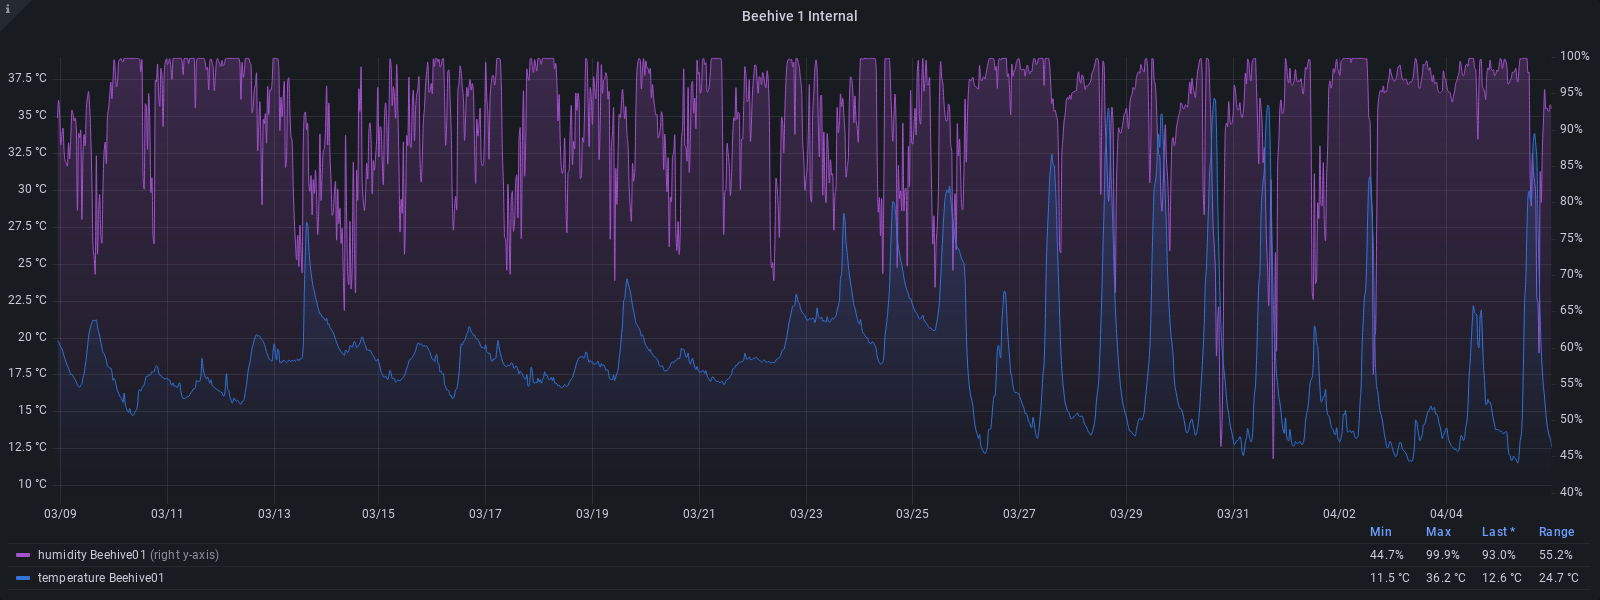 i
Beehive 1 Internal
37.5 °C
35 °C
32.5 °C
30 °C
27.5 °C
25 °C
22.5 °C
20 °C
17.5 °C
15 °C
12.5 °C
10 °C
100%
95%
90%
85%
80%
75%
70%
65%
60%
55%
50%
45%
40%
03/09 03/11 03/13 03/15 03/17 03/19 03/21 03/23 03/25 03/27 03/29 03/31 04/02 04/04
Min Max Last * Range
humidity Beehive01 (right y-axis) 44.7% 99.9% 93.0% 55.2%
temperature Beehive01 11.5 °C 36.2 °C 12.6 °C 24.7 °C